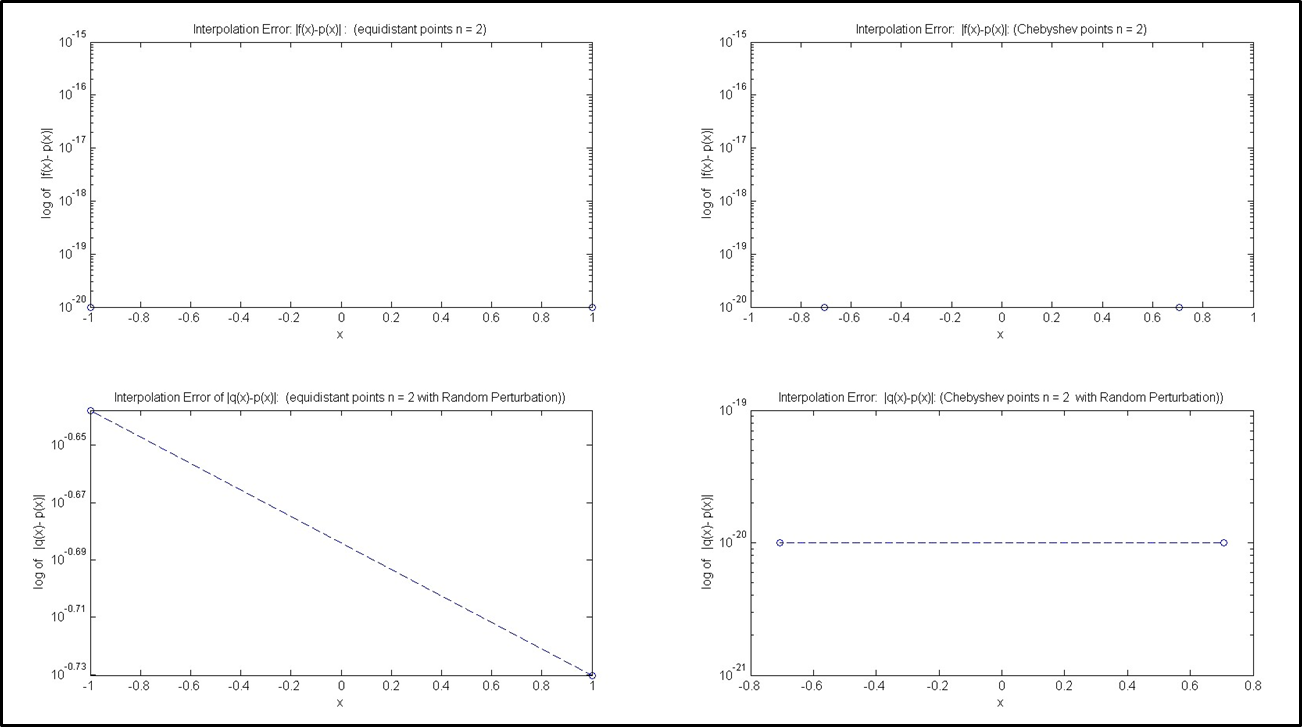 Interpolation Error: |f(x)-p(x)| : (equidistant points n = 2)
10^-15
10^-16
10^-17
10^-18
10^-19
10^-20
log of |f(x)- p(x)|
-1 -0.8 -0.6 -0.4 -0.2 0 0.2 0.4 0.6 0.8 1
x
Interpolation Error: |f(x)-p(x)|: (Chebyshev points n = 2)
10^-15
10^-16
10^-17
10^-18
10^-19
10^-20
log of |f(x)- p(x)|
-1 -0.8 -0.6 -0.4 -0.2 0 0.2 0.4 0.6 0.8 1
x
Interpolation Error of |q(x)-p(x)|: (equidistant points n = 2 with Random Perturbation))
10^-0.65
10^-0.67
10^-0.69
10^-0.71
10^-0.73
log of |q(x)- p(x)|
-1 -0.8 -0.6 -0.4 -0.2 0 0.2 0.4 0.6 0.8 1
x
Interpolation Error: |q(x)-p(x)|: (Chebyshev points n = 2 with Random Perturbation))
10^-19
10^-20
10^-21
log of |q(x)- p(x)|
-0.8 -0.6 -0.4 -0.2 0 0.2 0.4 0.6 0.8
x